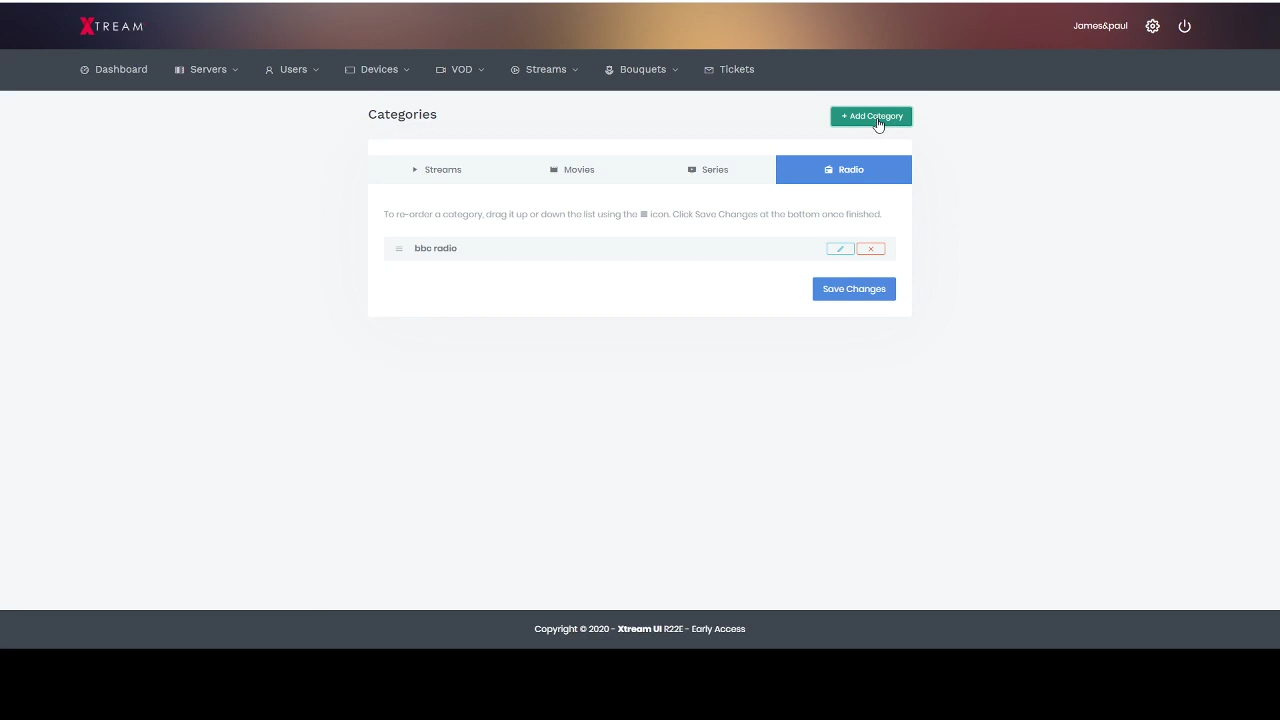 XTREAM
James&paul
Dashboard Servers Users Devices VOD Streams Bouquets Tickets
Categories
+ Add Category
Streams Movies Series Radio
To re-order a category, drag it up or down the list using the icon. Click Save Changes at the bottom once finished.
bbc radio
Save Changes
Copyright © 2020 - Xtream UI R22E - Early Access